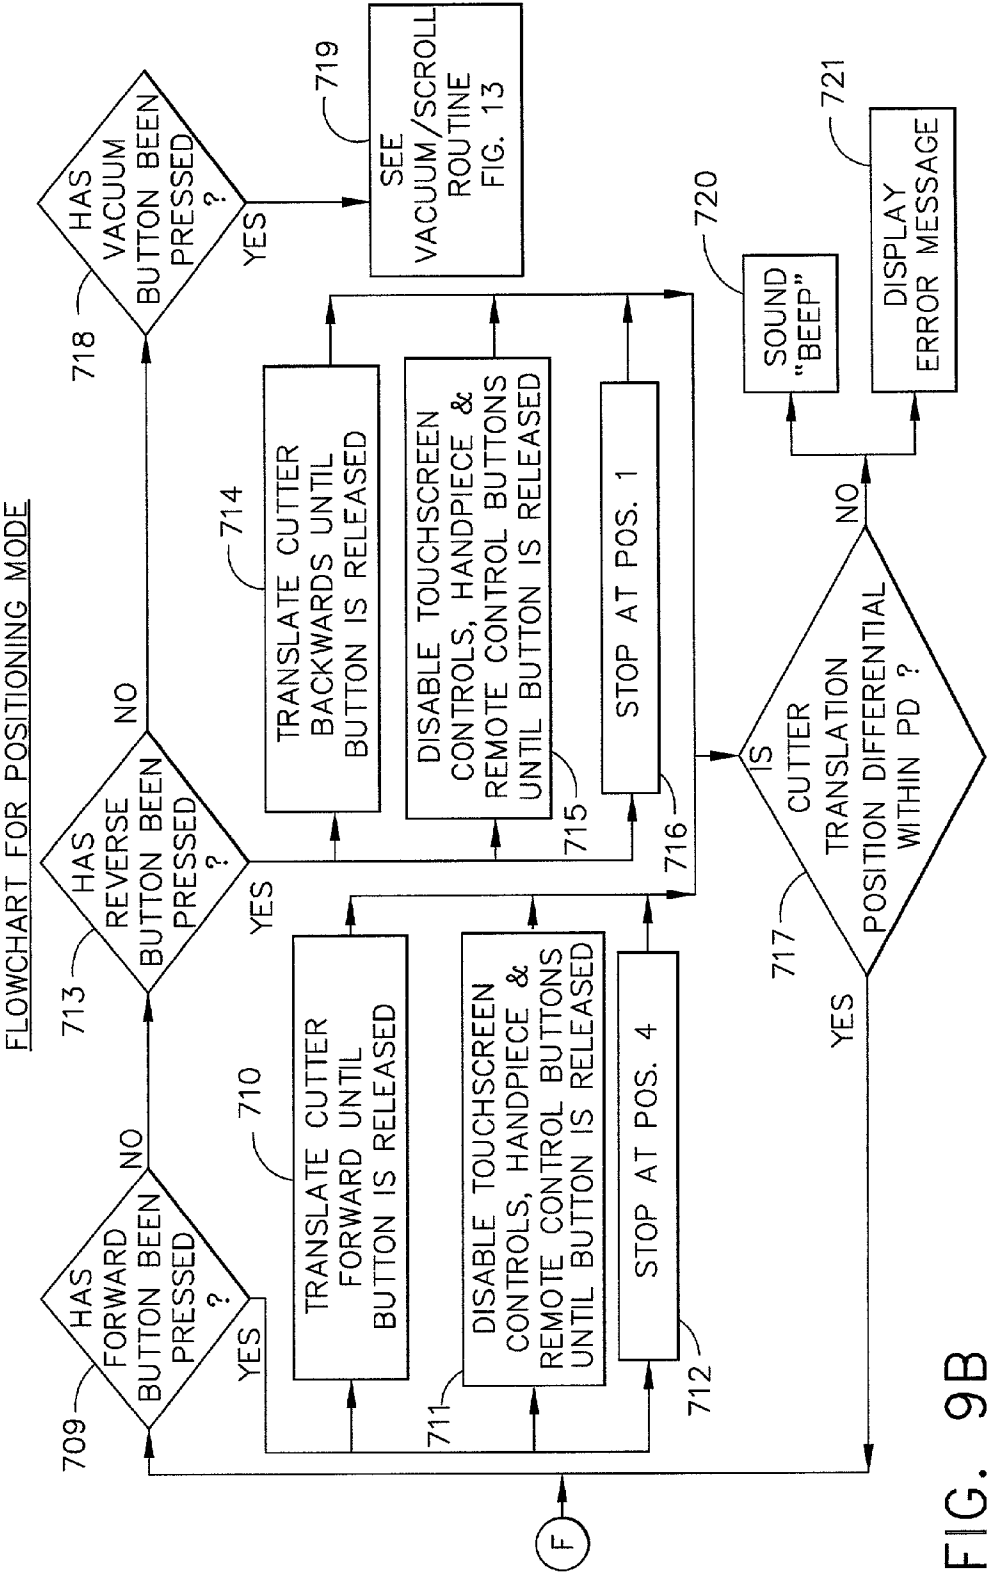 FLOWCHART FOR POSITIONING MODE
709
HAS
FORWARD
BUTTON BEEN
PRESSED
?
NO
YES
710
TRANSLATE CUTTER
FORWARD UNTIL
BUTTON IS RELEASED
711
DISABLE TOUCHSCREEN
CONTROLS, HANDPIECE &
REMOTE CONTROL BUTTONS
UNTIL BUTTON IS RELEASED
712
STOP AT POS. 4
713
HAS
REVERSE
BUTTON BEEN
PRESSED
?
NO
YES
714
TRANSLATE CUTTER
BACKWARDS UNTIL
BUTTON IS RELEASED
715
DISABLE TOUCHSCREEN
CONTROLS, HANDPIECE &
REMOTE CONTROL BUTTONS
UNTIL BUTTON IS RELEASED
716
STOP AT POS. 1
718
HAS
VACUUM
BUTTON BEEN
PRESSED
?
YES
719
SEE
VACUUM/SCROLL
ROUTINE
FIG. 13
717
IS
CUTTER
TRANSLATION
POSITION DIFFERENTIAL
WITHIN PD ?
YES
NO
720
SOUND
"BEEP"
721
DISPLAY
ERROR MESSAGE
F
FIG. 9B